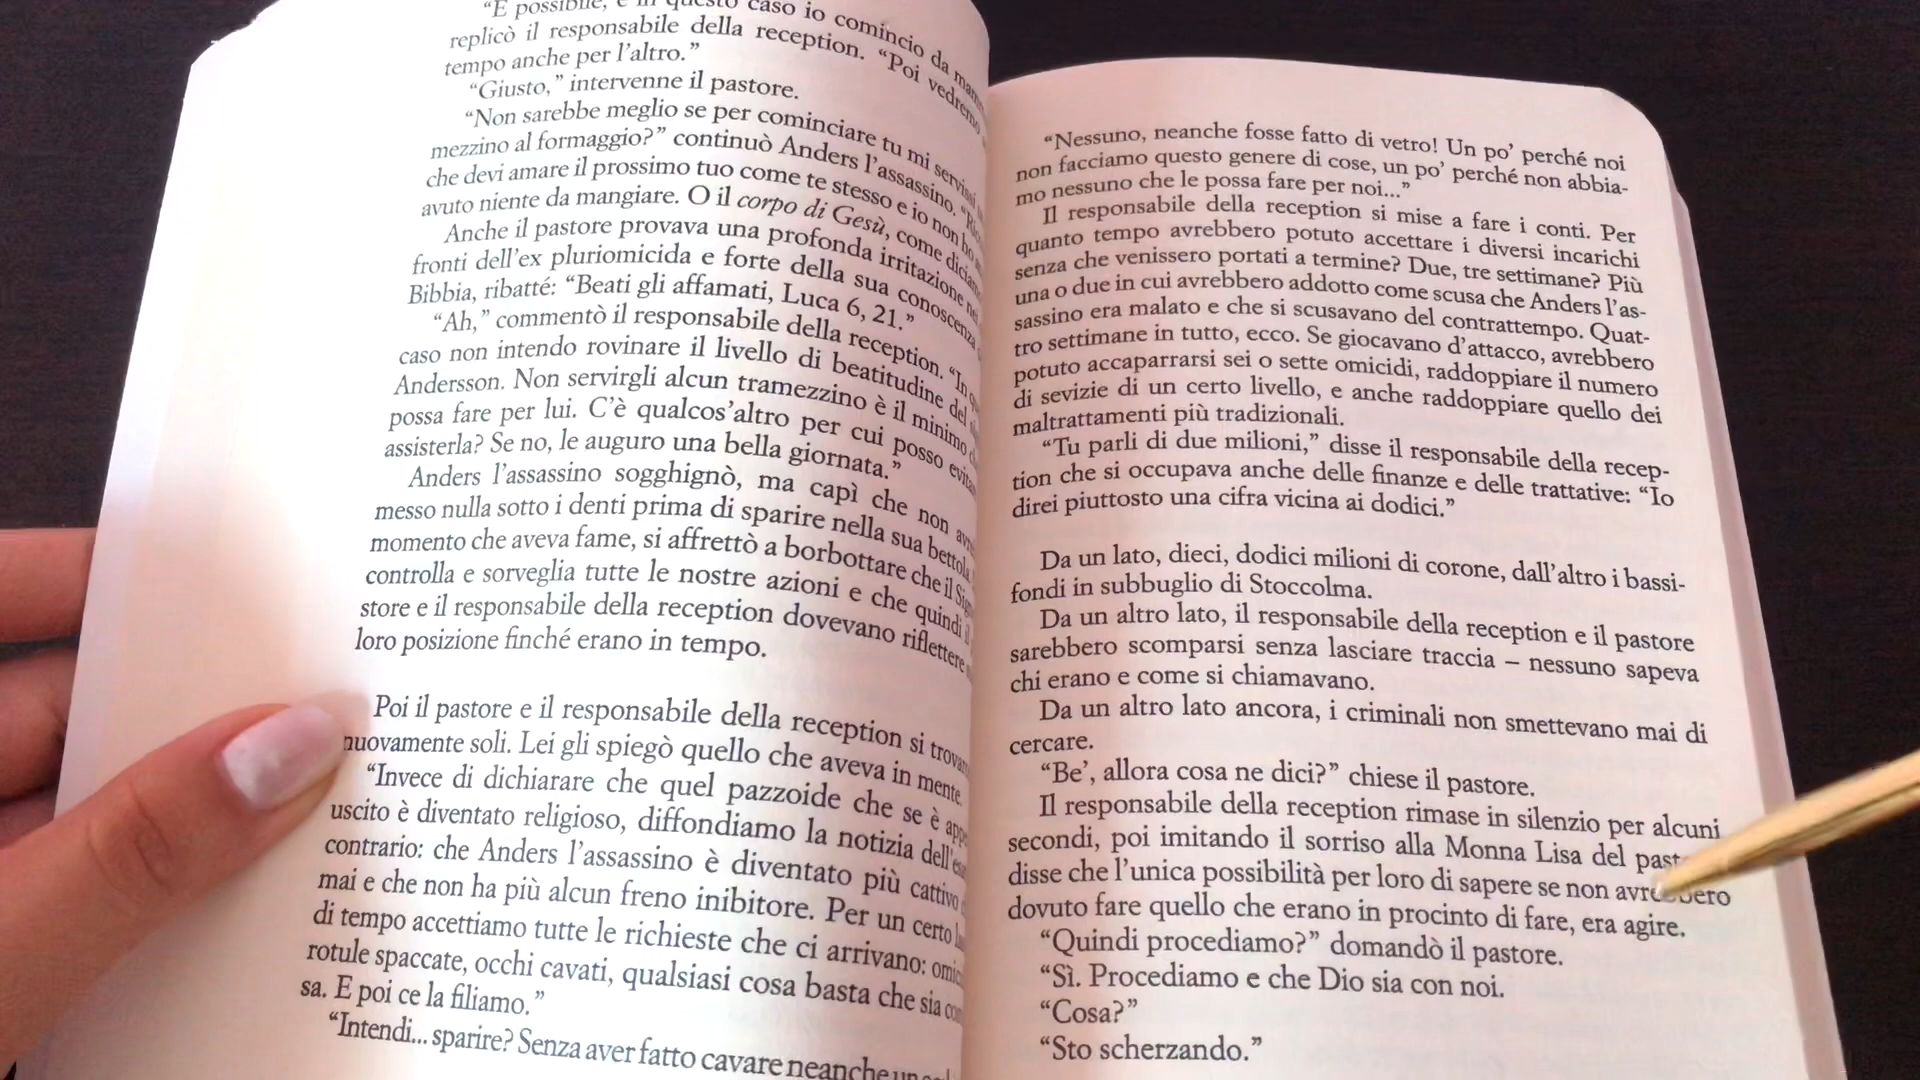 “È possibile, e in questo caso io comincio da
replicò il responsabile della reception. “Poi vedremo
tempo anche per l’altro.”
“Giusto,” intervenne il pastore.
“Non sarebbe meglio se per cominciare tu mi servissi
mezzino al formaggio?” continuò Anders l’assassino.
che devi amare il prossimo tuo come te stesso e io non ho
avuto niente da mangiare. O il corpo di Gesù, come diciamo
Anche il pastore provava una profonda irritazione nei
fronti dell’ex pluriomicida e forte della sua conoscenza
Bibbia, ribatté: “Beati gli affamati, Luca 6, 21.”
“Ah,” commentò il responsabile della reception. “In
caso non intendo rovinare il livello di beatitudine del
Andersson. Non servirgli alcun tramezzino è il minimo
possa fare per lui. C’è qualcos’altro per cui posso
assisterla? Se no, le auguro una bella giornata.”
Anders l’assassino sogghignò, ma capì che non
messo nulla sotto i denti prima di sparire nella sua bettola
momento che aveva fame, si affrettò a borbottare che il
controlla e sorveglia tutte le nostre azioni e che quindi
store e il responsabile della reception dovevano riflettere
loro posizione finché erano in tempo.
Poi il pastore e il responsabile della reception si
nuovamente soli. Lei gli spiegò quello che aveva in mente.
“Invece di dichiarare che quel pazzoide che se è
uscito è diventato religioso, diffondiamo la notizia
contrario: che Anders l’assassino è diventato più cattivo
mai e che non ha più alcun freno inibitore. Per un certo
di tempo accettiamo tutte le richieste che ci arrivano:
rotule spaccate, occhi cavati, qualsiasi cosa basta che sia
sa. E poi ce la filiamo.”
“Intendi... sparire? Senza aver fatto cavare neanche
“Nessuno, neanche fosse fatto di vetro! Un po’ perché noi
non facciamo questo genere di cose, un po’ perché non abbia-
mo nessuno che le possa fare per noi...”
Il responsabile della reception si mise a fare i conti. Per
quanto tempo avrebbero potuto accettare i diversi incarichi
senza che venissero portati a termine? Due, tre settimane? Più
una o due in cui avrebbero addotto come scusa che Anders l’as-
sassino era malato e che si scusavano del contrattempo. Quat-
tro settimane in tutto, ecco. Se giocavano d’attacco, avrebbero
potuto accaparrarsi sei o sette omicidi, raddoppiare il numero
di sevizie di un certo livello, e anche raddoppiare quello dei
maltrattamenti più tradizionali.
“Tu parli di due milioni,” disse il responsabile della recep-
tion che si occupava anche delle finanze e delle trattative: “Io
direi piuttosto una cifra vicina ai dodici.”
Da un lato, dieci, dodici milioni di corone, dall’altro i bassi-
fondi in subbuglio di Stoccolma.
Da un altro lato, il responsabile della reception e il pastore
sarebbero scomparsi senza lasciare traccia – nessuno sapeva
chi erano e come si chiamavano.
Da un altro lato ancora, i criminali non smettevano mai di
cercare.
“Be’, allora cosa ne dici?” chiese il pastore.
Il responsabile della reception rimase in silenzio per alcuni
secondi, poi imitando il sorriso alla Monna Lisa del
disse che l’unica possibilità per loro di sapere se non avrebbero
dovuto fare quello che erano in procinto di fare, era agire.
“Quindi procediamo?” domandò il pastore.
“Sì. Procediamo e che Dio sia con noi.
“Cosa?”
“Sto scherzando.”